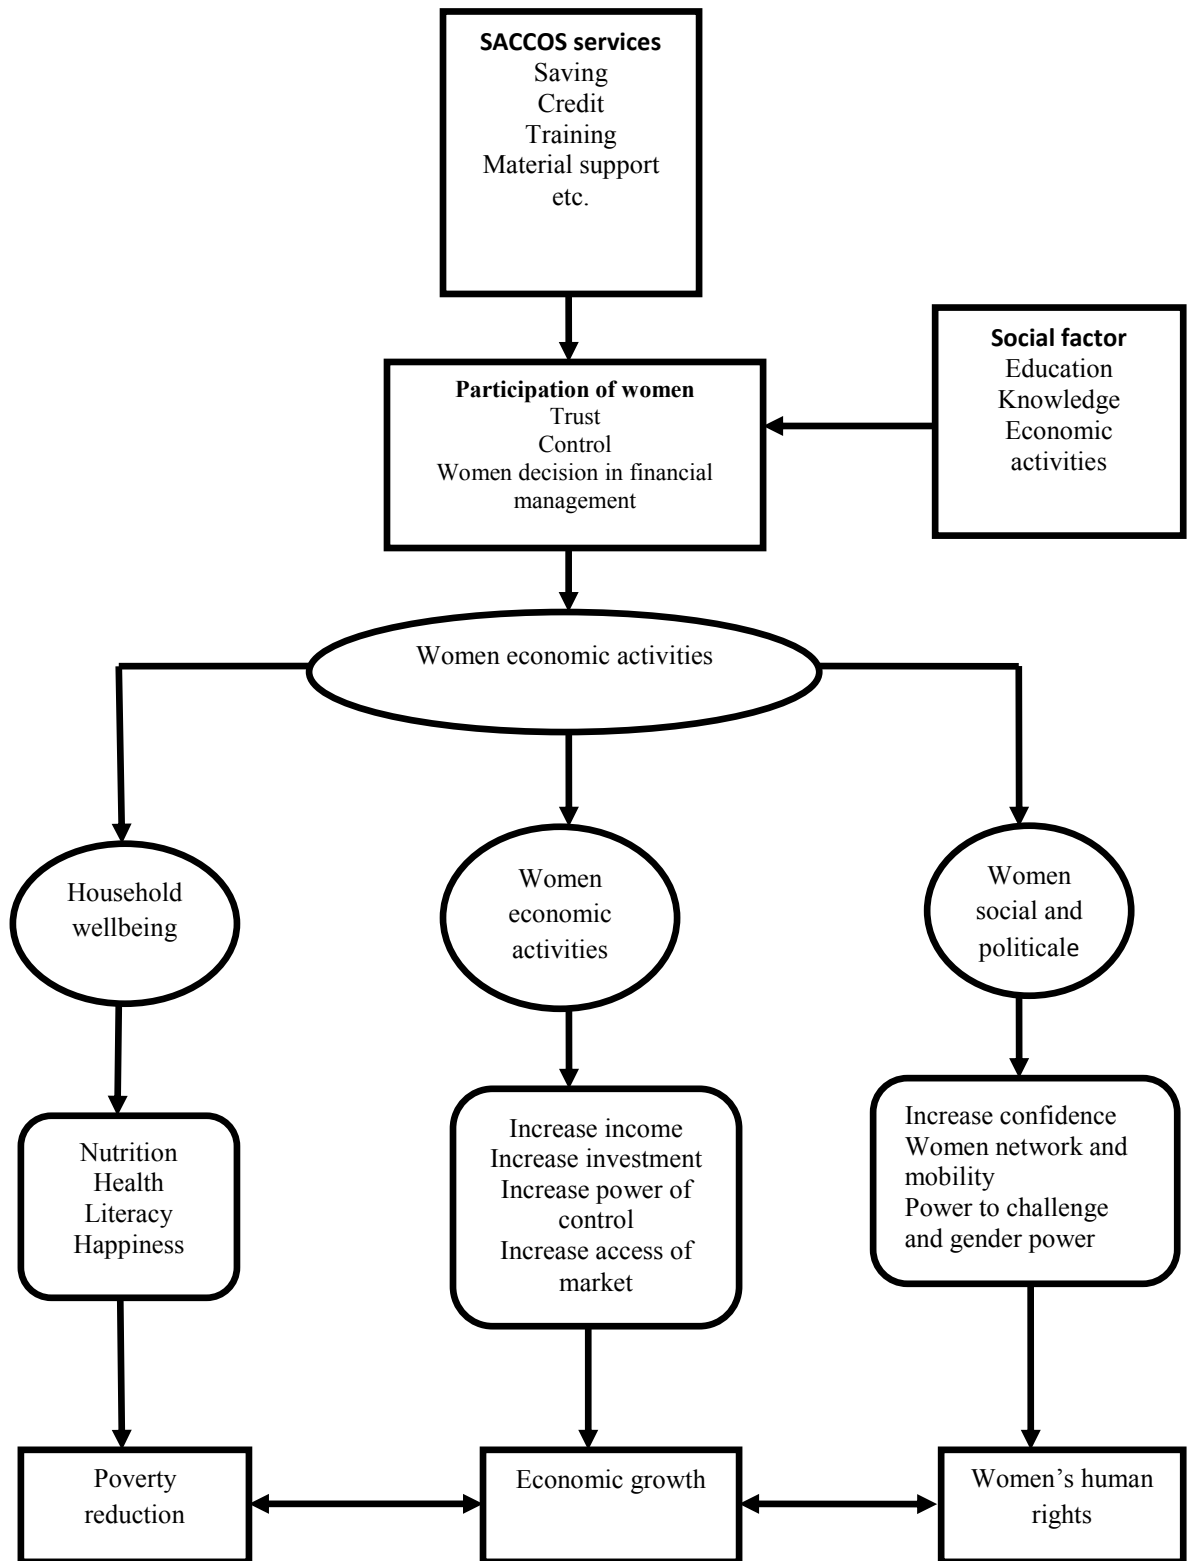 SACCOS services
Saving
Credit
Training
Material support
etc.
Social factor
Education
Knowledge
Economic
activities
Participation of women
Trust
Control
Women decision in financial
management
Women economic activities
Household
wellbeing
Women
economic
activities
Women
social and
politicale
Nutrition
Health
Literacy
Happiness
Increase income
Increase investment
Increase power of
control
Increase access of
market
Increase confidence
Women network and
mobility
Power to challenge
and gender power
Poverty
reduction
Economic growth
Women’s human
rights